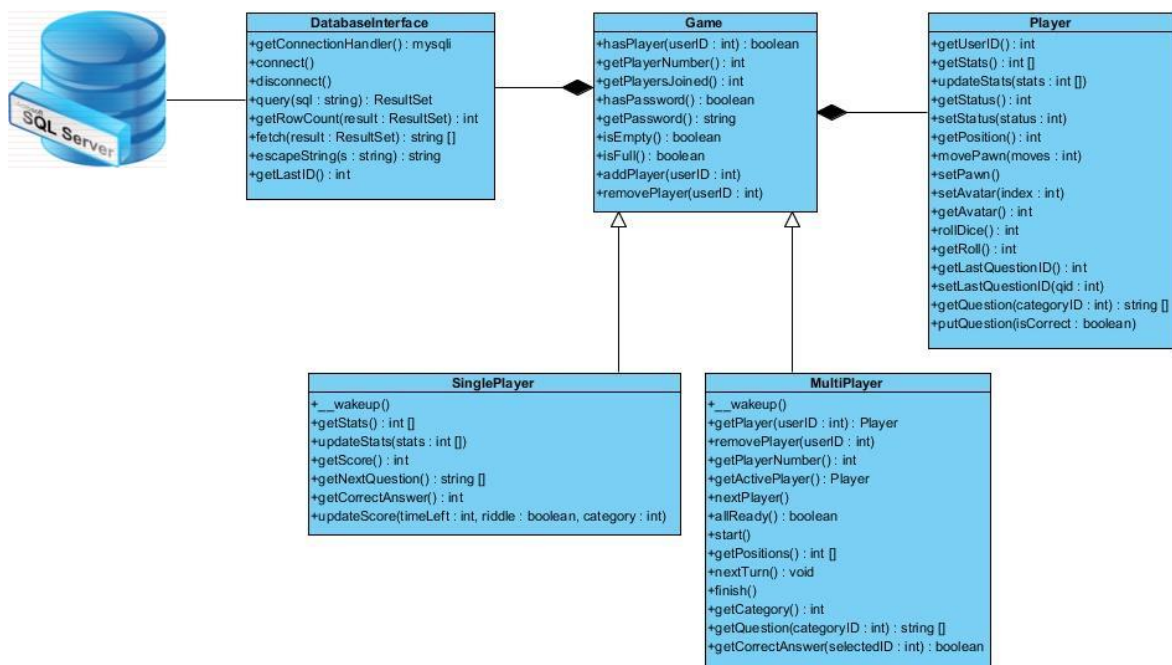 SQL Server
DatabaseInterface
+getConnectionHandler() : mysqli
+connect()
+disconnect()
+query(sql : string) : ResultSet
+getRowCount(result : ResultSet) : int
+fetch(result : ResultSet) : string []
+escapeString(s : string) : string
+getLastID() : int
Game
+hasPlayer(userID : int) : boolean
+getPlayerNumber() : int
+getPlayersJoined() : int
+hasPassword() : boolean
+getPassword() : string
+isEmpty() : boolean
+isFull() : boolean
+addPlayer(userID : int)
+removePlayer(userID : int)
Player
+getUserID() : int
+getStats() : int []
+updateStats(stats : int [])
+getStatus() : int
+setStatus(status : int)
+getPosition() : int
+movePawn(moves : int)
+setPawn()
+setAvatar(index : int)
+getAvatar() : int
+rollDice() : int
+getRoll() : int
+getLastQuestionID() : int
+setLastQuestionID(qid : int)
+getQuestion(categoryID : int) : string []
+putQuestion(isCorrect : boolean)
SinglePlayer
+__wakeup()
+getStats() : int []
+updateStats(stats : int [])
+getScore() : int
+getNextQuestion() : string []
+getCorrectAnswer() : int
+updateScore(timeLeft : int, riddle : boolean, category : int)
MultiPlayer
+__wakeup()
+getPlayer(userID : int) : Player
+removePlayer(userID : int)
+getPlayerNumber() : int
+getActivePlayer() : Player
+nextPlayer()
+allReady() : boolean
+start()
+getPositions() : int []
+nextTurn() : void
+finish()
+getCategory() : int
+getQuestion(categoryID : int) : string []
+getCorrectAnswer(selectedID : int) : boolean